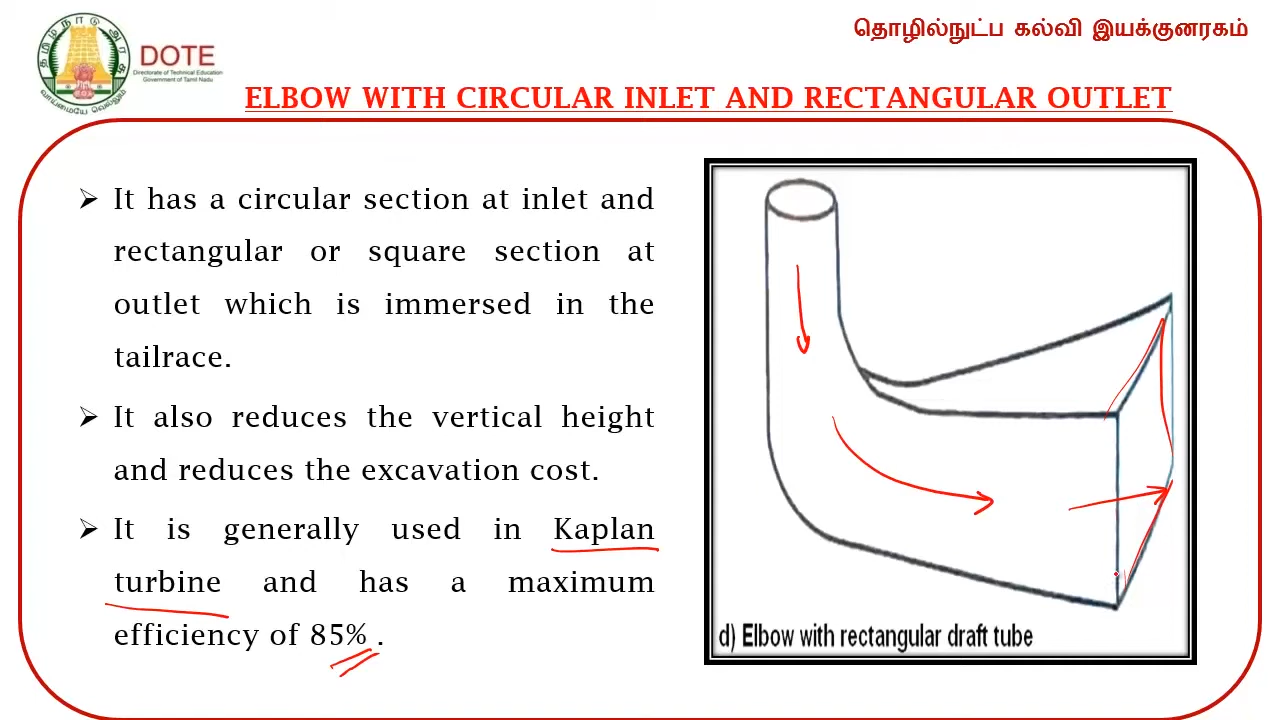 தொழில்நுட்ப கல்வி இயக்குனரகம்
DOTE
Directorate of Technical Education
Government of Tamil Nadu
ELBOW WITH CIRCULAR INLET AND RECTANGULAR OUTLET
➢ It has a circular section at inlet and
rectangular or square section at
outlet which is immersed in the
tailrace.
➢ It also reduces the vertical height
and reduces the excavation cost.
➢ It is generally used in Kaplan
turbine and has a maximum
efficiency of 85% .
d) Elbow with rectangular draft tube